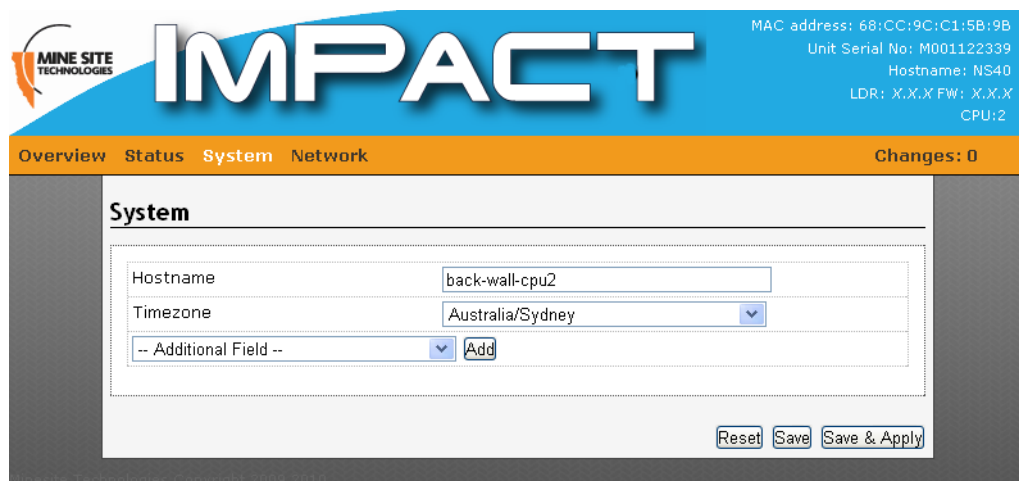 MINE SITE
TECHNOLOGIES
IMPACT
MAC address: 68:CC:9C:C1:5B:9B
Unit Serial No: M001122339
Hostname: NS40
LDR: X.X.X FW: X.X.X
CPU:2
Overview Status System Network Changes: 0
System
Hostname back-wall-cpu2
Timezone Australia/Sydney
-- Additional Field -- Add
Reset Save Save & Apply